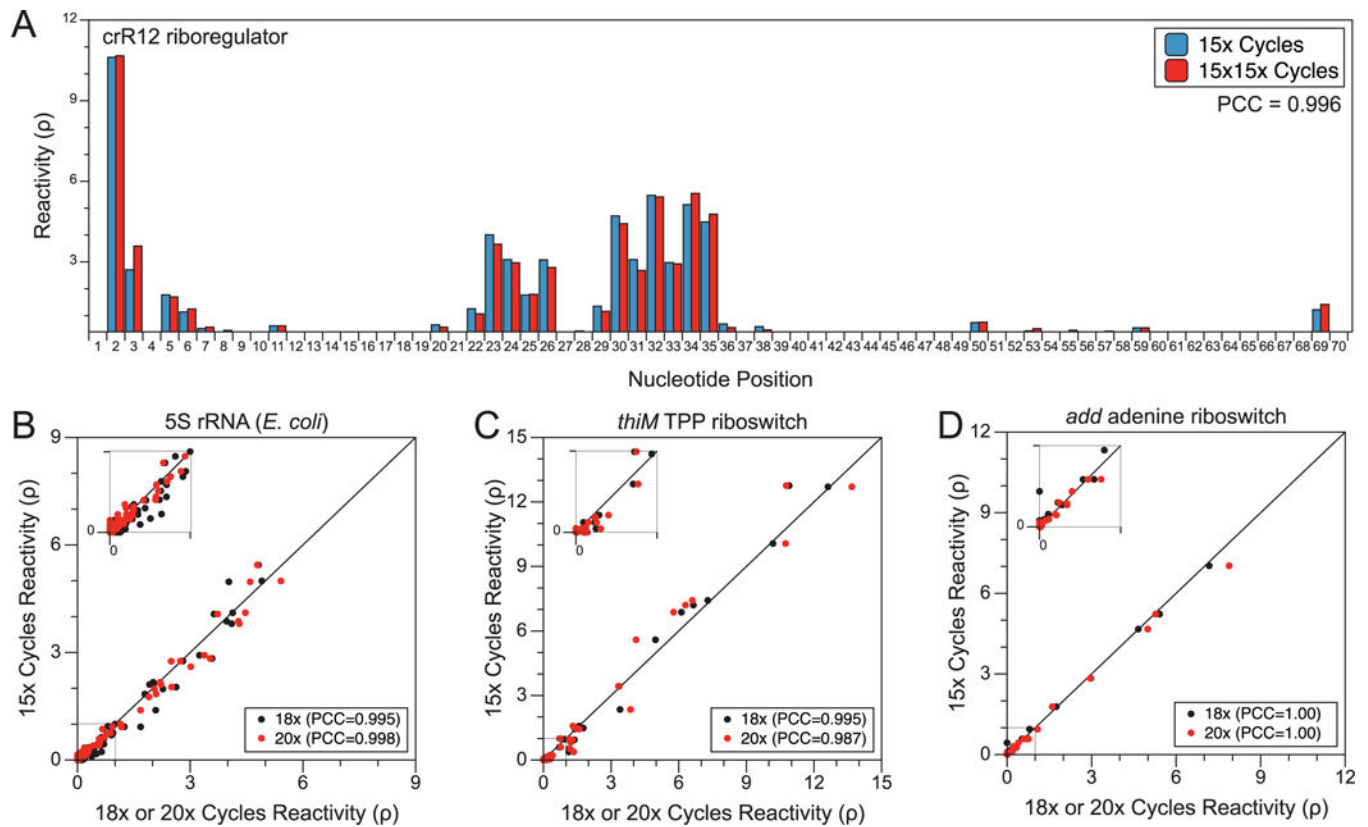 A
12
9
6
3
Reactivity (ρ)
crR12 riboregulator
15x Cycles
15x15x Cycles
PCC = 0.996
1 2 3 4 5 6 7 8 9 10 11 12 13 14 15 16 17 18 19 20 21 22 23 24 25 26 27 28 29 30 31 32 33 34 35 36 37 38 39 40 41 42 43 44 45 46 47 48 49 50 51 52 53 54 55 56 57 58 59 60 61 62 63 64 65 66 67 68 69 70
Nucleotide Position
B
5S rRNA (E. coli)
15x Cycles Reactivity (ρ)
9
6
3
0
0
0
18x (PCC=0.995)
20x (PCC=0.998)
0 3 6 9
18x or 20x Cycles Reactivity (ρ)
C
thiM TPP riboswitch
15x Cycles Reactivity (ρ)
15
12
9
6
3
0
0
0
18x (PCC=0.995)
20x (PCC=0.987)
0 3 6 9 12 15
18x or 20x Cycles Reactivity (ρ)
D
add adenine riboswitch
15x Cycles Reactivity (ρ)
12
9
6
3
0
0
0
18x (PCC=1.00)
20x (PCC=1.00)
0 3 6 9 12
18x or 20x Cycles Reactivity (ρ)